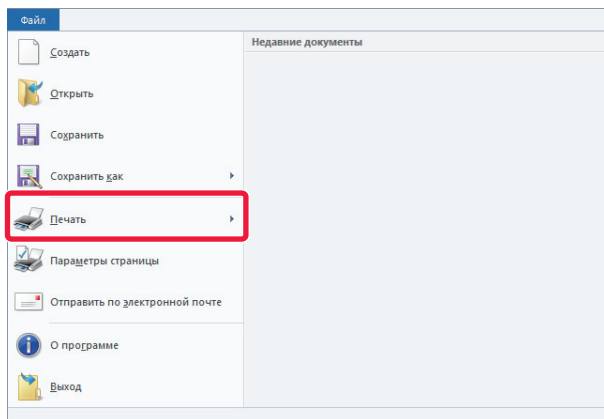 Файл
Недавние документы
Создать
Открыть
Сохранить
Сохранить как
Печать
Параметры страницы
Отправить по электронной почте
О программе
Выход